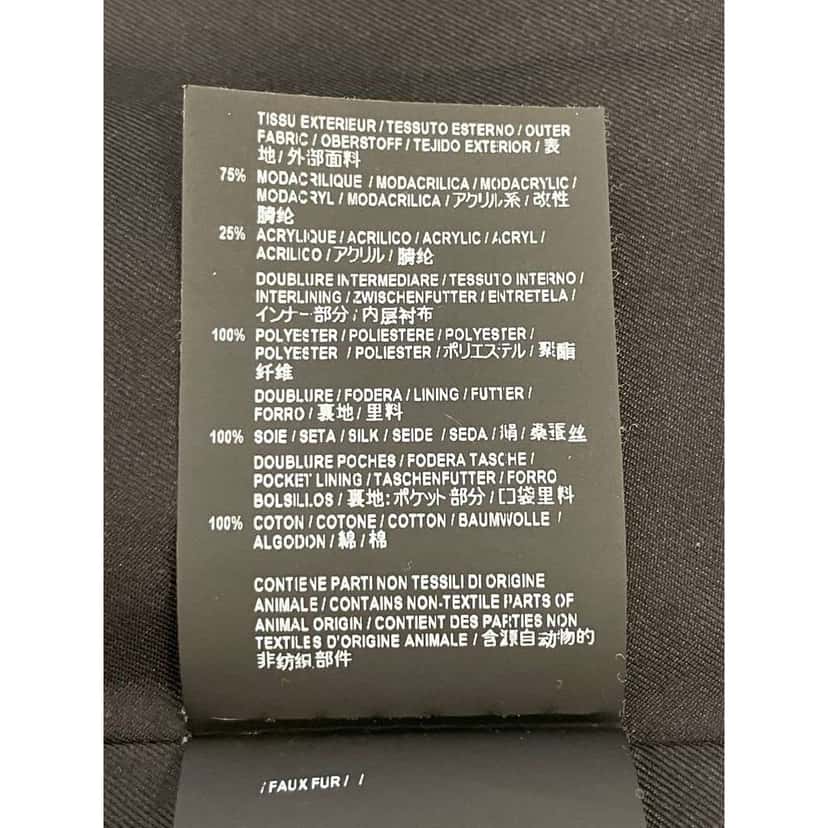 TISSU EXTERIEUR / TESSUTO ESTERNO / OUTER
FABRIC / OBERSTOFF / TEJIDO EXTERIOR / 表
地 / 外部面料
75% MODACRILIQUE / MODACRILICA / MODACRYLIC /
MODACRYL / MODACRILICA / アクリル系 / 改性
腈纶
25% ACRYLIQUE / ACRILICO / ACRYLIC / ACRYL /
ACRILICO / アクリル / 腈纶
DOUBLURE INTERMEDIARE / TESSUTO INTERNO /
INTERLINING / ZWISCHENFUTTER / ENTRETELA /
インナー部分 / 内层衬布
100% POLYESTER / POLIESTERE / POLYESTER /
POLYESTER / POLIESTER / ポリエステル / 聚酯
纤维
DOUBLURE / FODERA / LINING / FUTTER /
FORRO / 裏地 / 里料
100% SOIE / SETA / SILK / SEIDE / SEDA / 絹 / 桑蚕丝
DOUBLURE POCHES / FODERA TASCHE /
POCKET LINING / TASCHENFUTTER / FORRO
BOLSILLOS / 裏地:ポケット部分 / 口袋里料
100% COTON / COTONE / COTTON / BAUMWOLLE /
ALGODON / 綿 / 棉
CONTIENE PARTI NON TESSILI DI ORIGINE
ANIMALE / CONTAINS NON-TEXTILE PARTS OF
ANIMAL ORIGIN / CONTIENT DES PARTIES NON
TEXTILES D'ORIGINE ANIMALE / 含源自动物的
非纺织部件
/ FAUX FUR / /